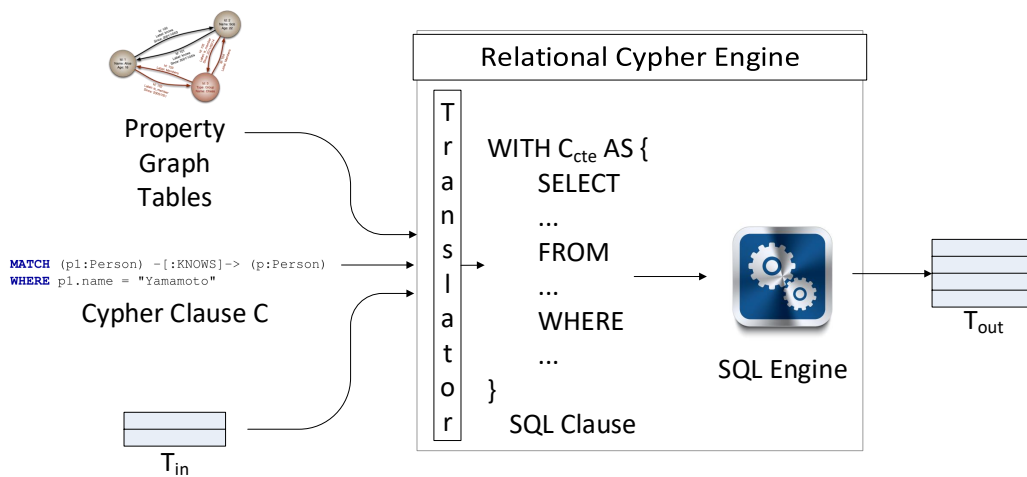 Relational Cypher Engine
Property
Graph
Tables
MATCH (p1:Person) -[:KNOWS]-> (p:Person)
WHERE p1.name = "Yamamoto"
Cypher Clause C
Tin
T
r
a
n
s
l
a
t
o
r
WITH Ccte AS {
SELECT
...
FROM
...
WHERE
...
}
SQL Clause
SQL Engine
Tout